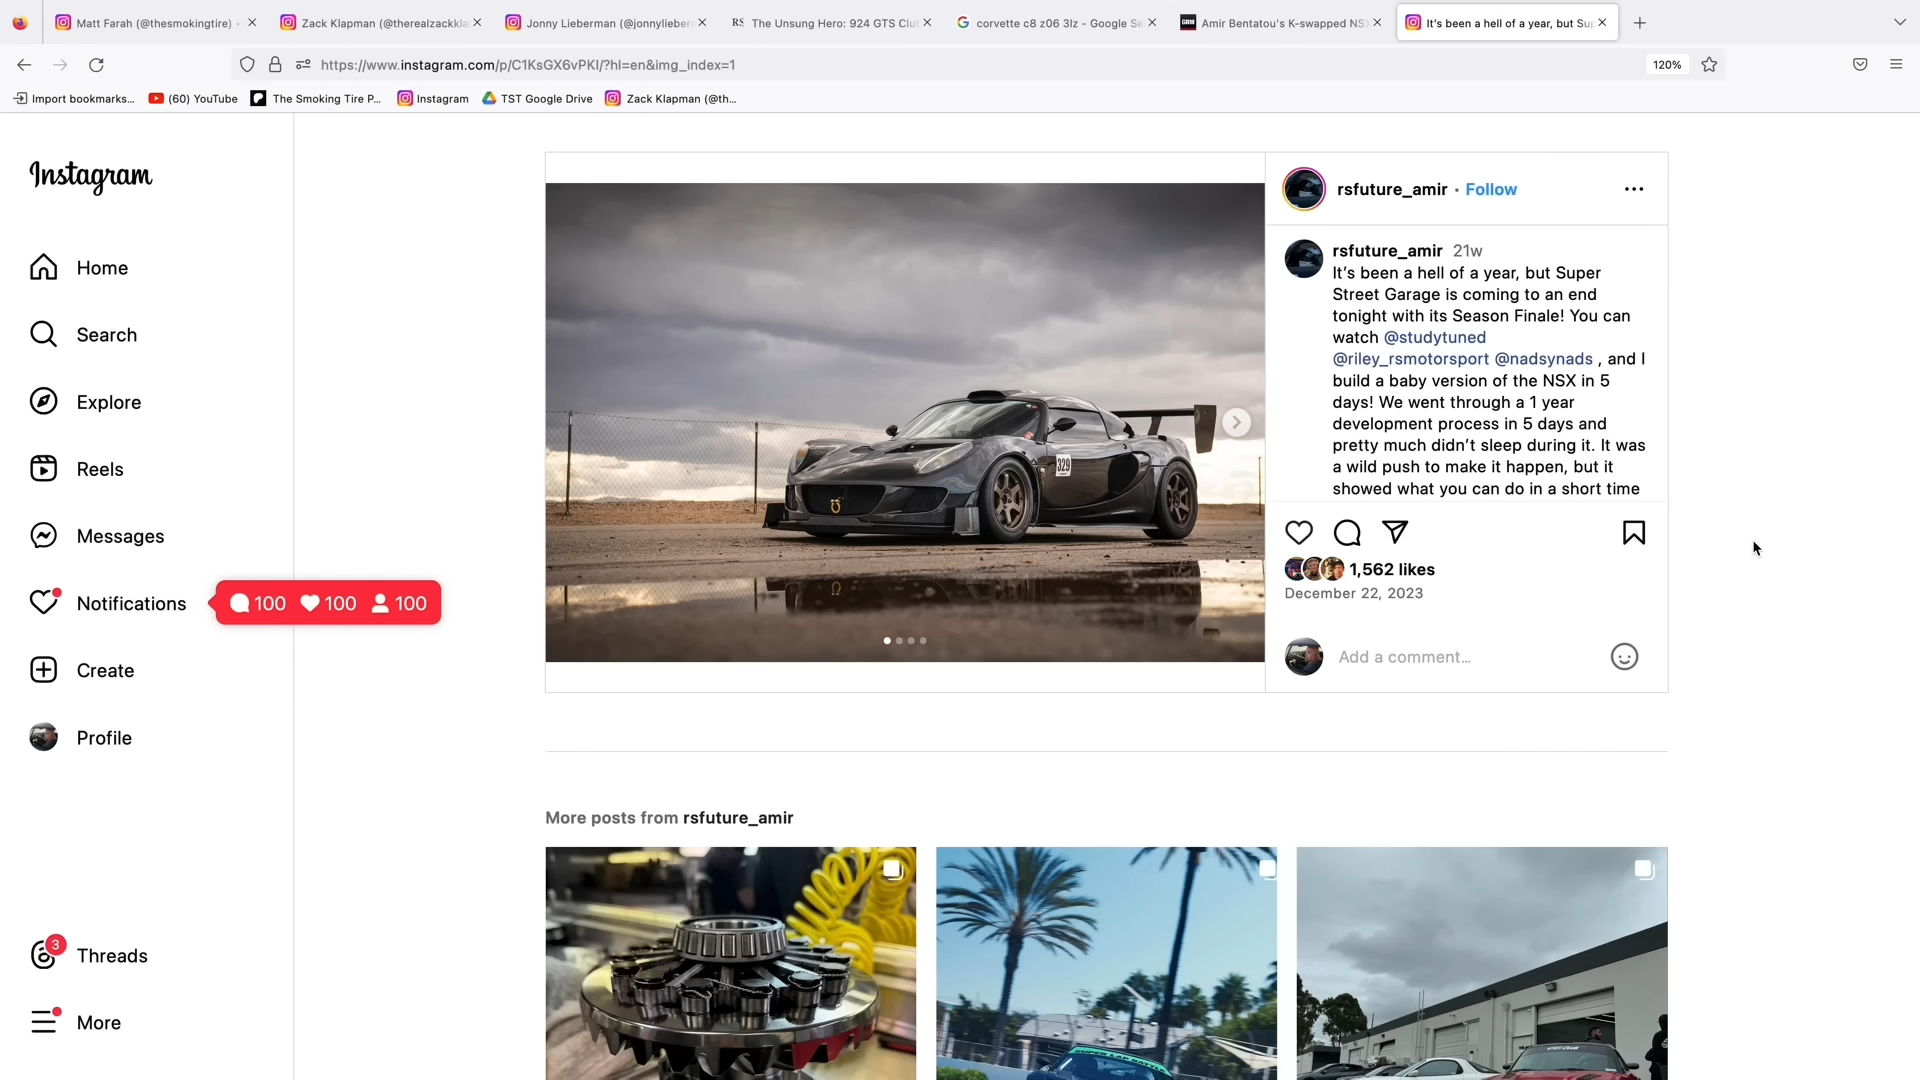 Matt Farah (@thesmokingtire) •
Zack Klapman (@therealzackkla
Jonny Lieberman (@jonnylieber
RS The Unsung Hero: 924 GTS Clu
corvette c8 z06 3lz - Google Se
GRM Amir Bentatou's K-swapped NSX
It's been a hell of a year, but Sup
https://www.instagram.com/p/C1KsGX6vPKI/?hl=en&img_index=1
120%
Import bookmarks...
(60) YouTube
The Smoking Tire P...
Instagram
TST Google Drive
Zack Klapman (@th...
Instagram
Home
Search
Explore
Reels
Messages
Notifications
100 100 100
Create
Profile
3
Threads
More
329
rsfuture_amir • Follow
rsfuture_amir 21w
It's been a hell of a year, but Super
Street Garage is coming to an end
tonight with its Season Finale! You can
watch @studytuned
@riley_rsmotorsport @nadsynads , and I
build a baby version of the NSX in 5
days! We went through a 1 year
development process in 5 days and
pretty much didn't sleep during it. It was
a wild push to make it happen, but it
showed what you can do in a short time
1,562 likes
December 22, 2023
Add a comment...
More posts from rsfuture_amir